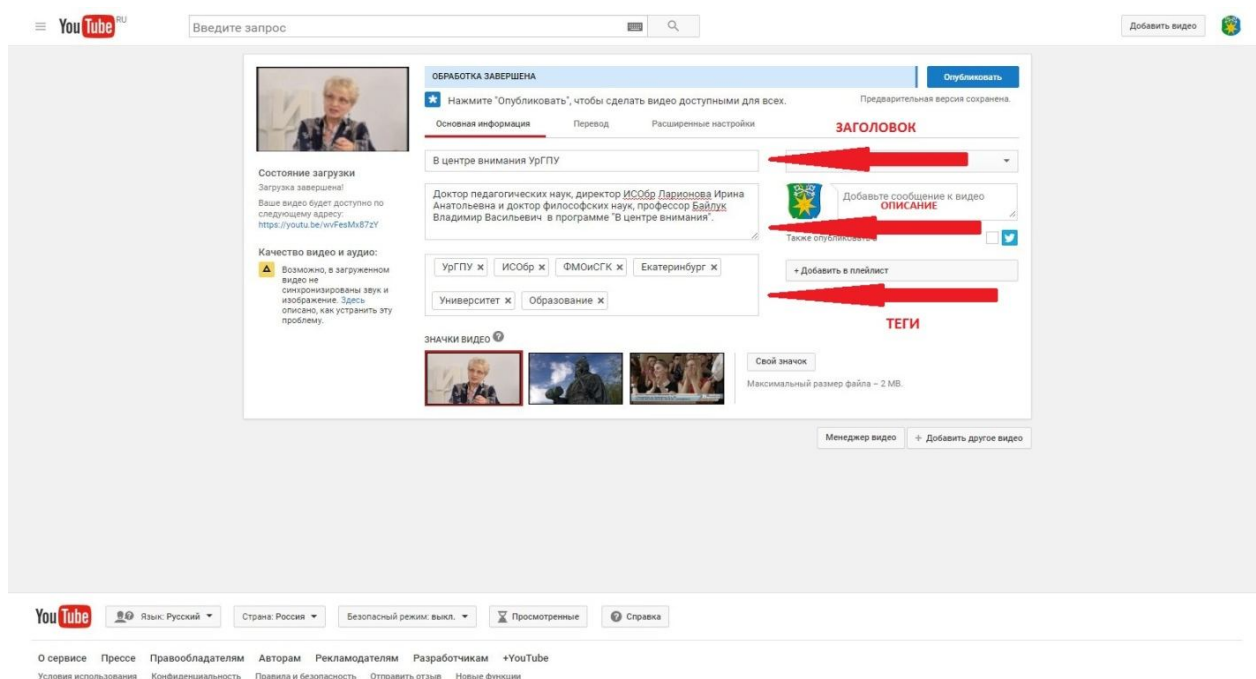 YouTube RU
Введите запрос
Добавить видео
ОБРАБОТКА ЗАВЕРШЕНА
Опубликовать
Нажмите "Опубликовать", чтобы сделать видео доступными для всех.
Предварительная версия сохранена.
Основная информация Перевод Расширенные настройки
ЗАГОЛОВОК
В центре внимания УрГПУ
Состояние загрузки
Загрузка завершена!
Ваше видео будет доступно по
следующему адресу:
https://youtu.be/wvFesMx87zY
Доктор педагогических наук, директор ИСОбр Ларионова Ирина
Анатольевна и доктор философских наук, профессор Байлук
Владимир Васильевич в программе "В центре внимания".
Добавьте сообщение к видео
ОПИСАНИЕ
Также опубликовать в
Качество видео и аудио:
Возможно, в загруженном
видео не
синхронизированы звук и
изображение. Здесь
описано, как устранить эту
проблему.
УрГПУ × ИСОбр × ФМОиСГК × Екатеринбург ×
Университет × Образование ×
+ Добавить в плейлист
ТЕГИ
ЗНАЧКИ ВИДЕО ?
Свой значок
Максимальный размер файла – 2 MB.
Менеджер видео + Добавить другое видео
YouTube Язык: Русский Страна: Россия Безопасный режим: выкл. Просмотренные Справка
О сервисе Прессе Правообладателям Авторам Рекламодателям Разработчикам +YouTube
Условия использования Конфиденциальность Правила и безопасность Отправить отзыв Новые функции